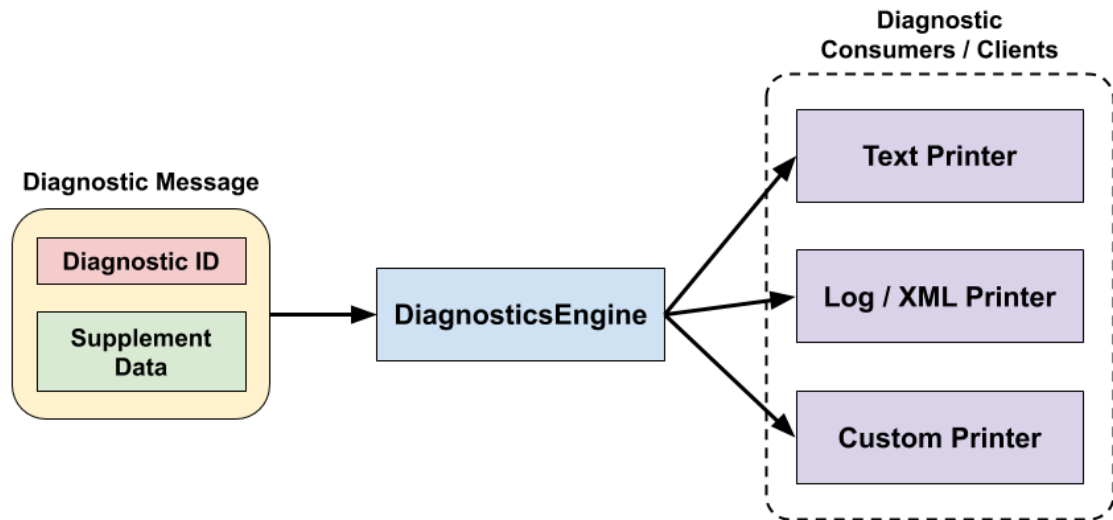 Diagnostic Message
Diagnostic ID
Supplement
Data
DiagnosticsEngine
Diagnostic
Consumers / Clients
Text Printer
Log / XML Printer
Custom Printer